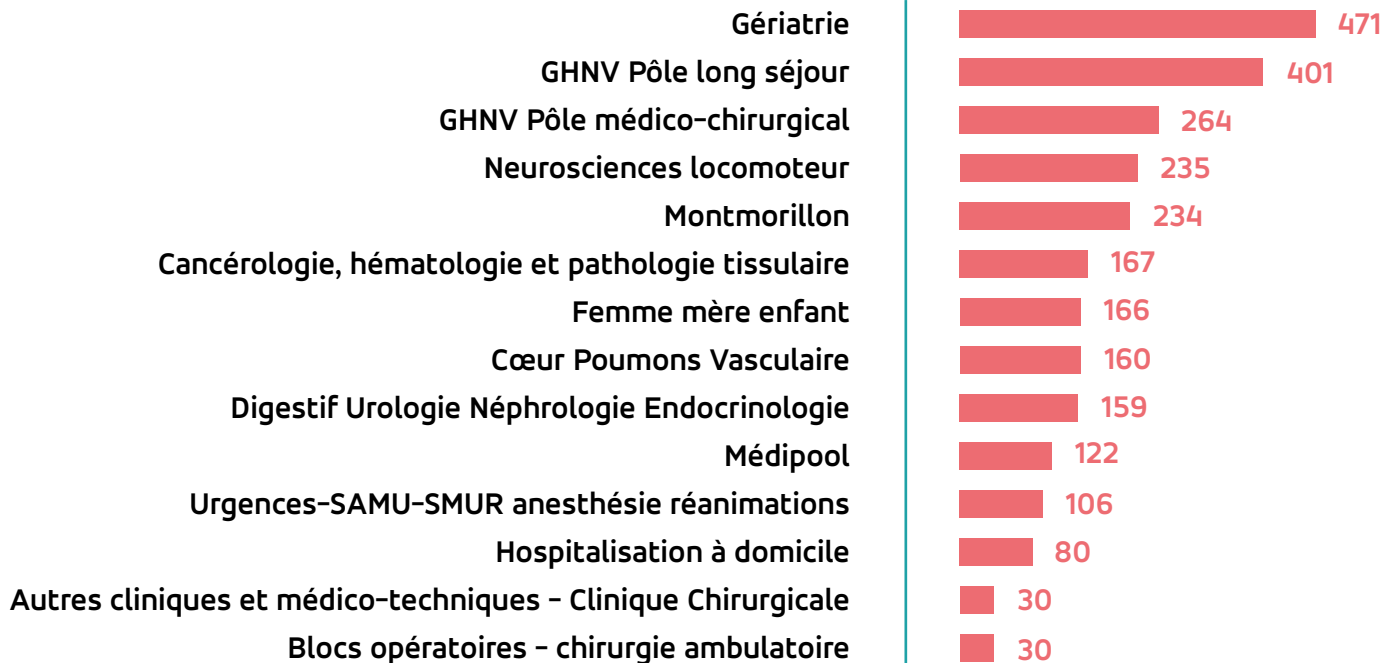 Gériatrie 471
GHNV Pôle long séjour 401
GHNV Pôle médico-chirurgical 264
Neurosciences locomoteur 235
Montmorillon 234
Cancérologie, hématologie et pathologie tissulaire 167
Femme mère enfant 166
Cœur Poumons Vasculaire 160
Digestif Urologie Néphrologie Endocrinologie 159
Médipool 122
Urgences-SAMU-SMUR anesthésie réanimations 106
Hospitalisation à domicile 80
Autres cliniques et médico-techniques - Clinique Chirurgicale 30
Blocs opératoires - chirurgie ambulatoire 30